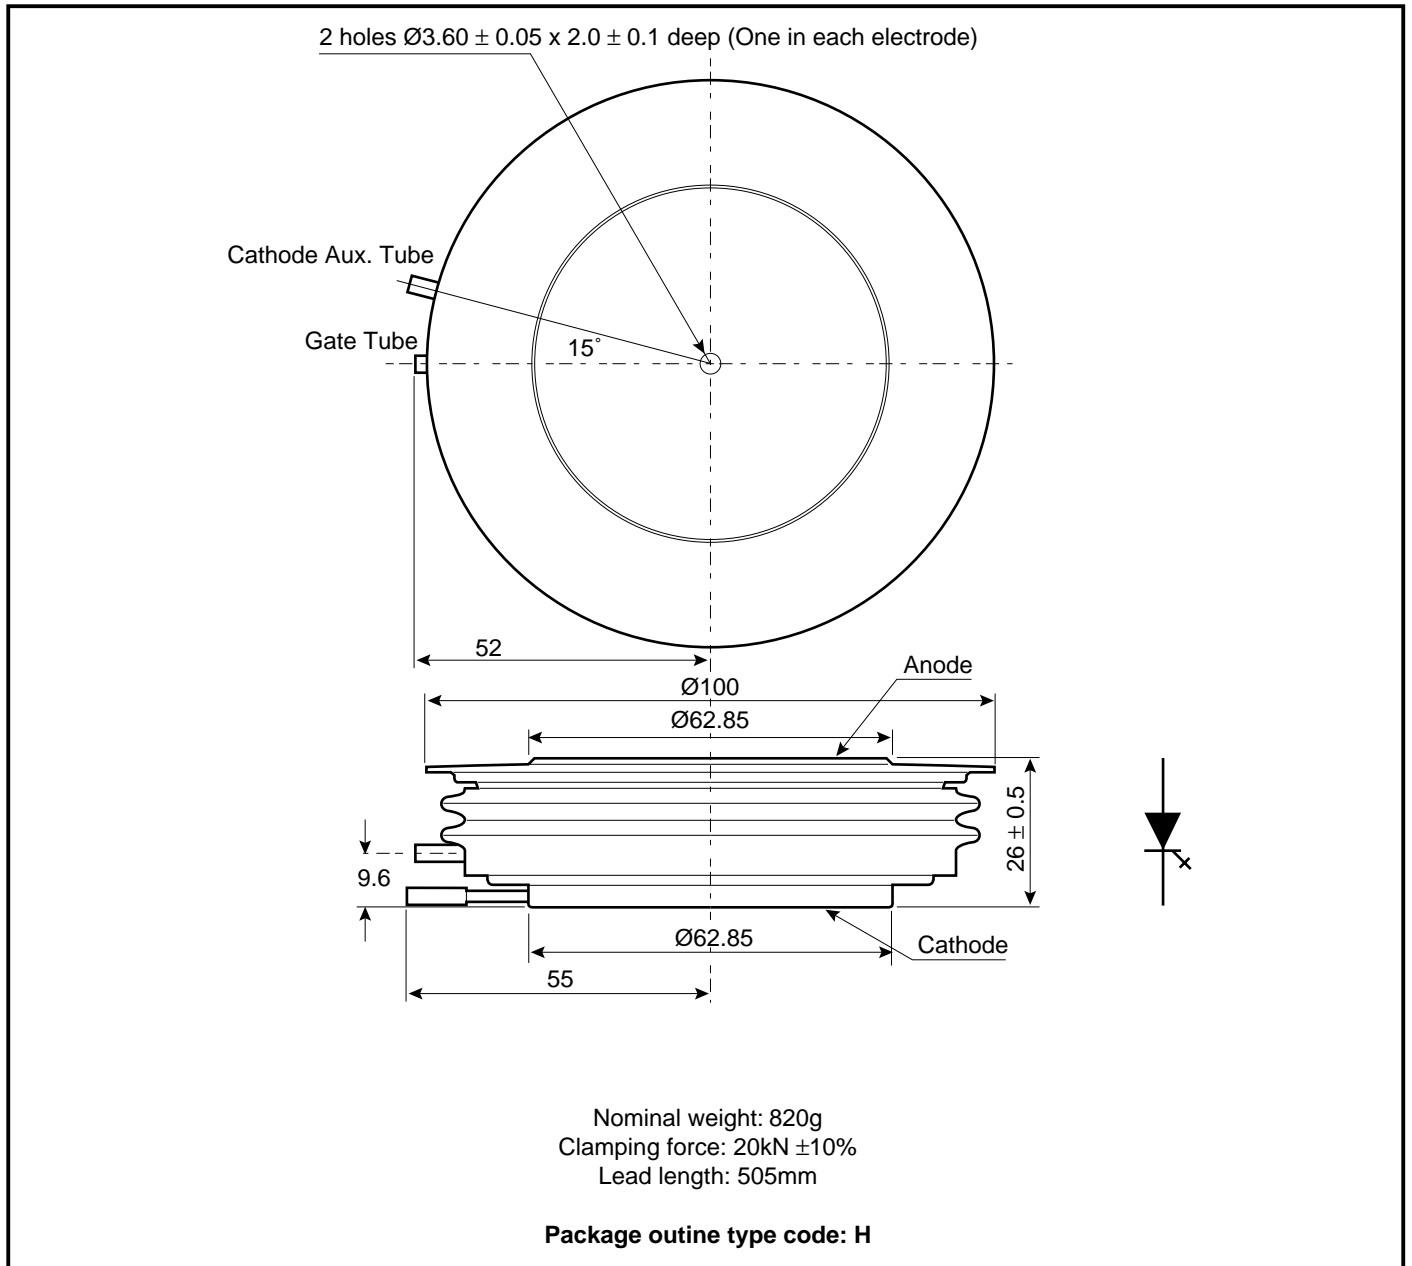 2 holes Ø3.60 ± 0.05 x 2.0 ± 0.1 deep (One in each electrode)
Cathode Aux. Tube
Gate Tube
15°
52
Anode
Ø100
Ø62.85
26 ± 0.5
9.6
Ø62.85
Cathode
55
Nominal weight: 820g
Clamping force: 20kN ±10%
Lead length: 505mm
Package outine type code: H